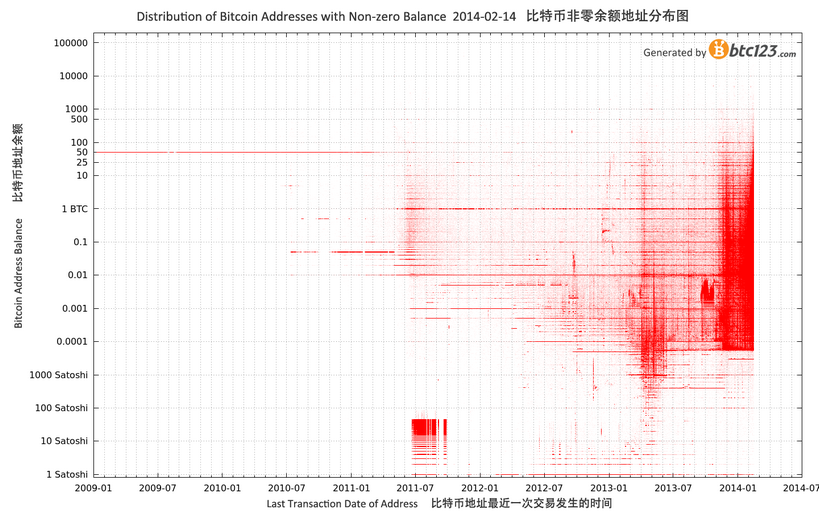 Distribution of Bitcoin Addresses with Non-zero Balance 2014-02-14 比特币非零余额地址分布图
Generated by btc123.com
100000
10000
1000
500
100
50
25
10
1 BTC
0.1
0.01
0.001
0.0001
1000 Satoshi
100 Satoshi
10 Satoshi
1 Satoshi
Bitcoin Address Balance 比特币地址余额
2009-01 2009-07 2010-01 2010-07 2011-01 2011-07 2012-01 2012-07 2013-01 2013-07 2014-01 2014-07
Last Transaction Date of Address 比特币地址最近一次交易发生的时间